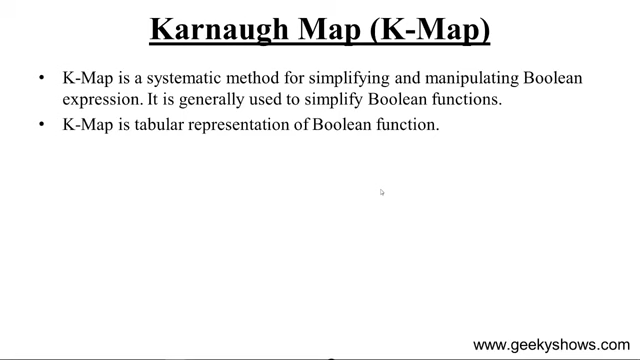 Karnaugh Map (K-Map)
• K-Map is a systematic method for simplifying and manipulating Boolean
expression. It is generally used to simplify Boolean functions.
• K-Map is tabular representation of Boolean function.
www.geekyshows.com